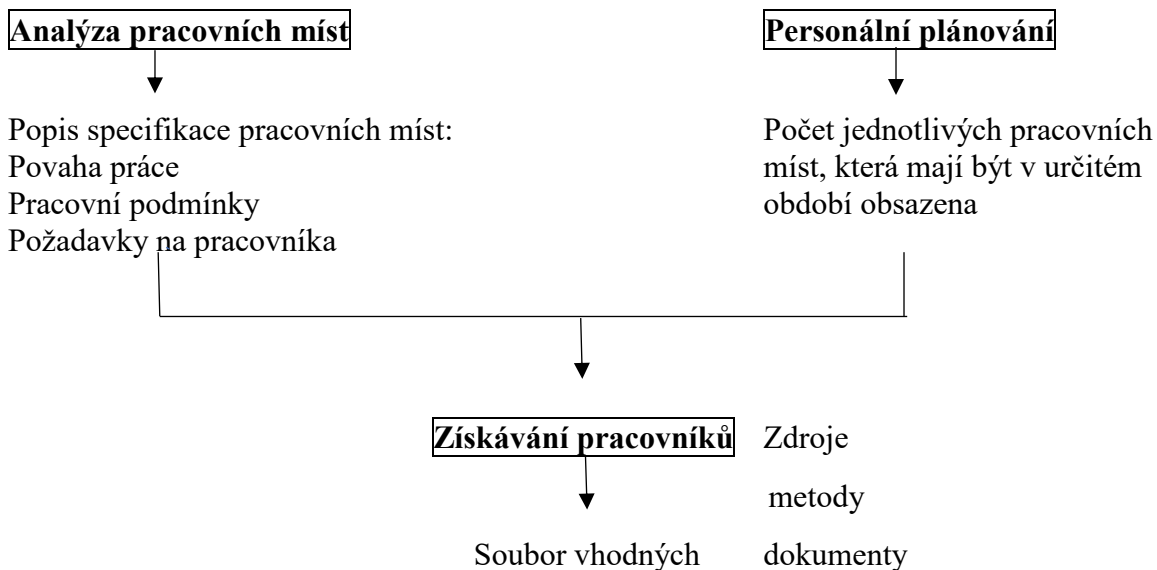 Analýza pracovních míst
Popis specifikace pracovních míst:
Povaha práce
Pracovní podmínky
Požadavky na pracovníka
Personální plánování
Počet jednotlivých pracovních
míst, která mají být v určitém
období obsazena
Získávání pracovníků
Zdroje
metody
Soubor vhodných
dokumenty